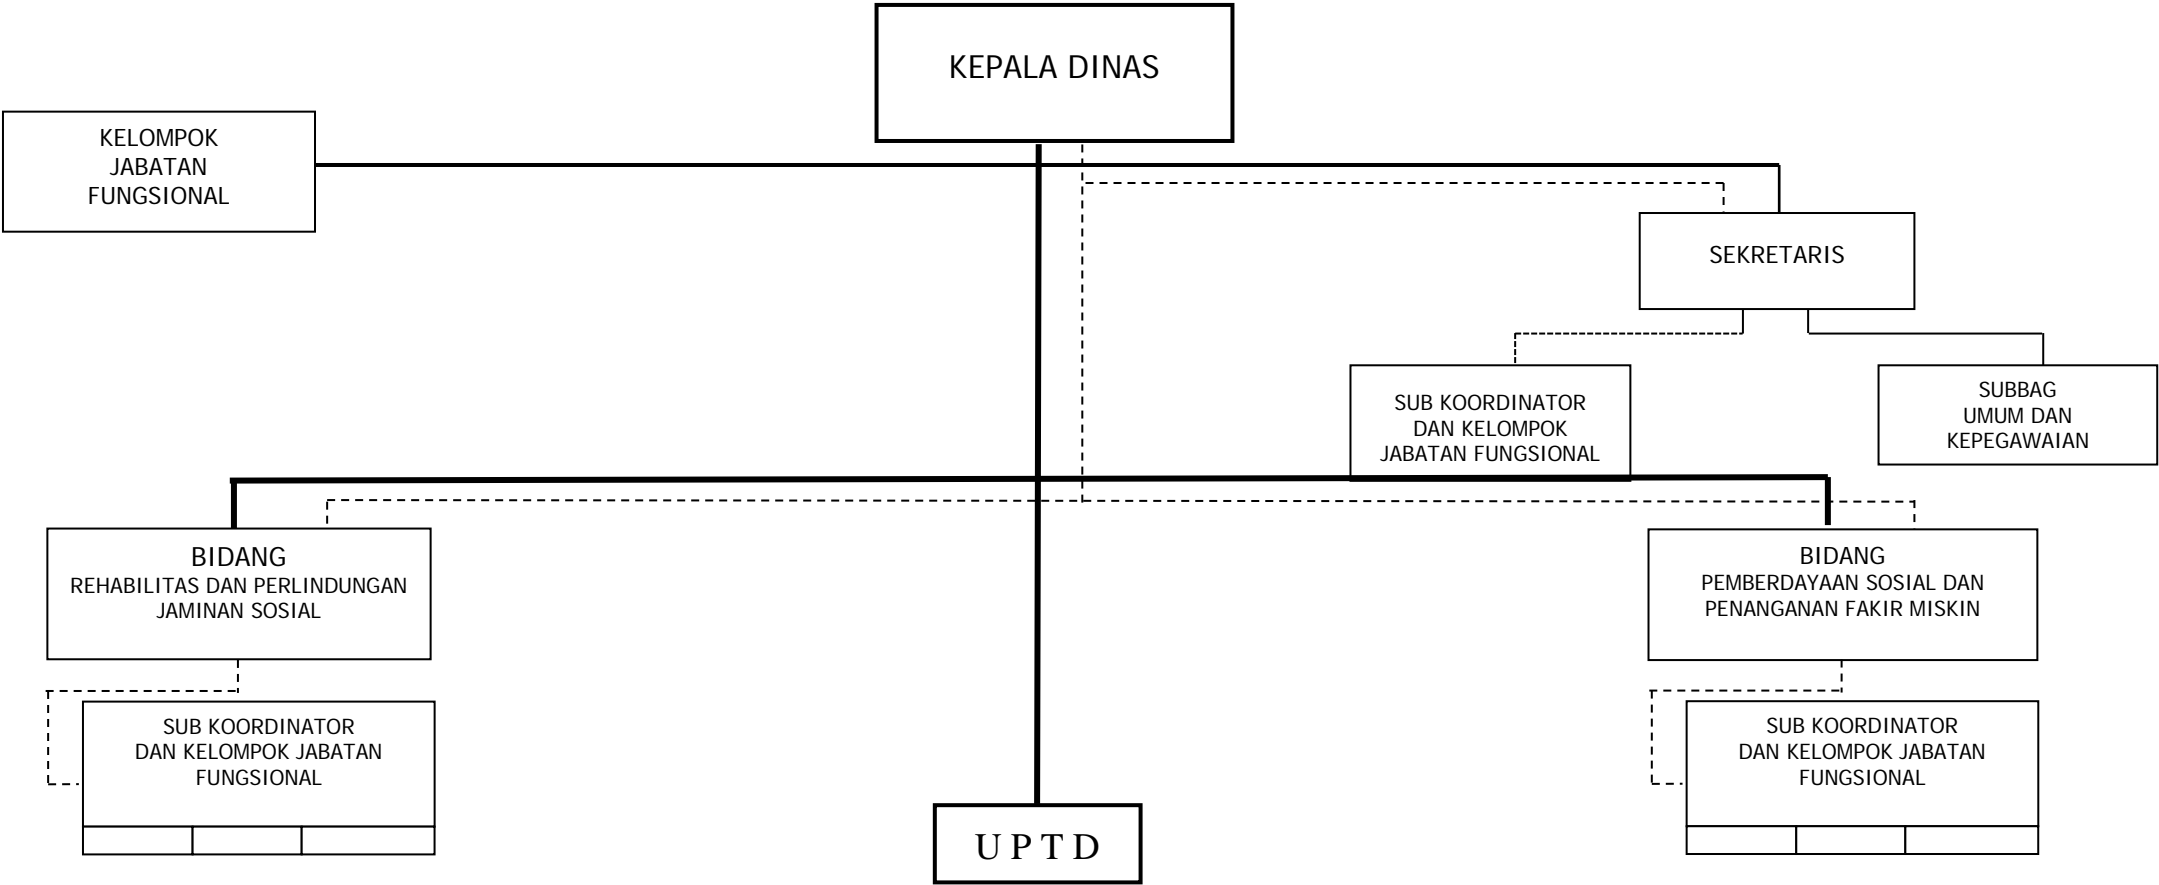 KEPALA DINAS
KELOMPOK
JABATAN
FUNGSIONAL
SEKRETARIS
SUB KOORDINATOR
DAN KELOMPOK
JABATAN FUNGSIONAL
SUBBAG
UMUM DAN
KEPEGAWAIAN
BIDANG
REHABILITAS DAN PERLINDUNGAN
JAMINAN SOSIAL
BIDANG
PEMBERDAYAAN SOSIAL DAN
PENANGANAN FAKIR MISKIN
SUB KOORDINATOR
DAN KELOMPOK JABATAN
FUNGSIONAL
SUB KOORDINATOR
DAN KELOMPOK JABATAN
FUNGSIONAL
U P T D